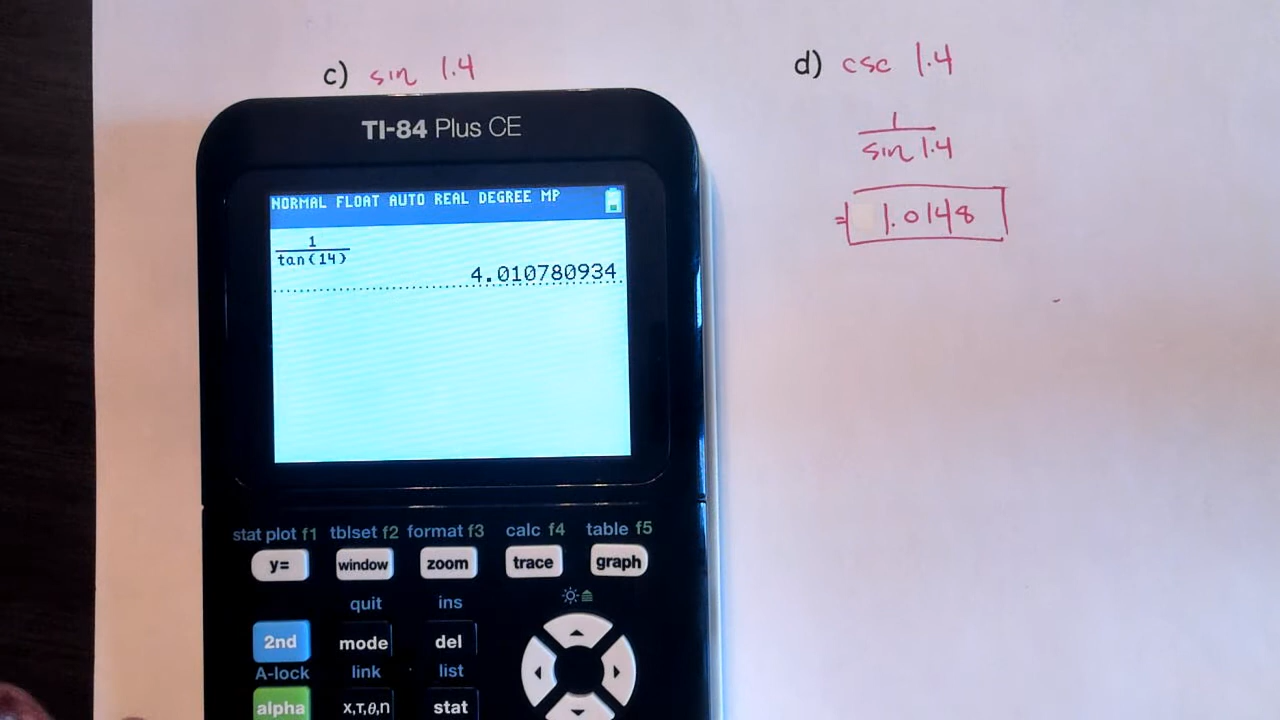 c) sin 1.4
d) csc 1.4
1
sin 1.4
= 1.0148
TI-84 Plus CE
NORMAL FLOAT AUTO REAL DEGREE MP
1
tan(14)
4.010780934
stat plot f1 tblset f2 format f3 calc f4 table f5
y= window zoom trace graph
quit ins
2nd mode del
A-lock link list
alpha X,T,θ,n stat